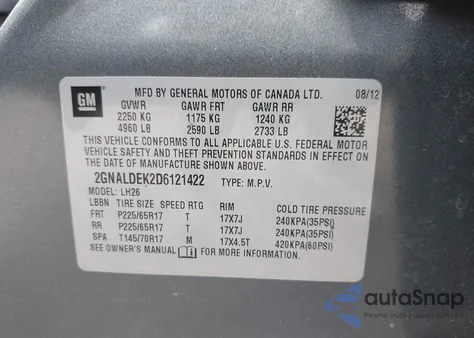 GM
MFD BY GENERAL MOTORS OF CANADA LTD. 08/12
GVWR GAWR FRT GAWR RR
2250 KG 1175 KG 1240 KG
4960 LB 2590 LB 2733 LB
THIS VEHICLE CONFORMS TO ALL APPLICABLE U.S. FEDERAL MOTOR
VEHICLE SAFETY, BUMPER, AND THEFT PREVENTION STANDARDS IN EFFECT ON
THE DATE OF MANUFACTURE SHOWN ABOVE.
2GNALDEK2D6121422 TYPE: M.P.V.
MODEL: LH26
LBBN TIRE SIZE SPEED RTG RIM COLD TIRE PRESSURE
FRT P225/65R17 T 17X7J 240KPA(35PSI)
RR P225/65R17 T 17X7J 240KPA(35PSI)
SPA T145/70R17 M 17X4.5T 420KPA(60PSI)
SEE OWNER'S MANUAL FOR MORE INFORMATION
autoSnap